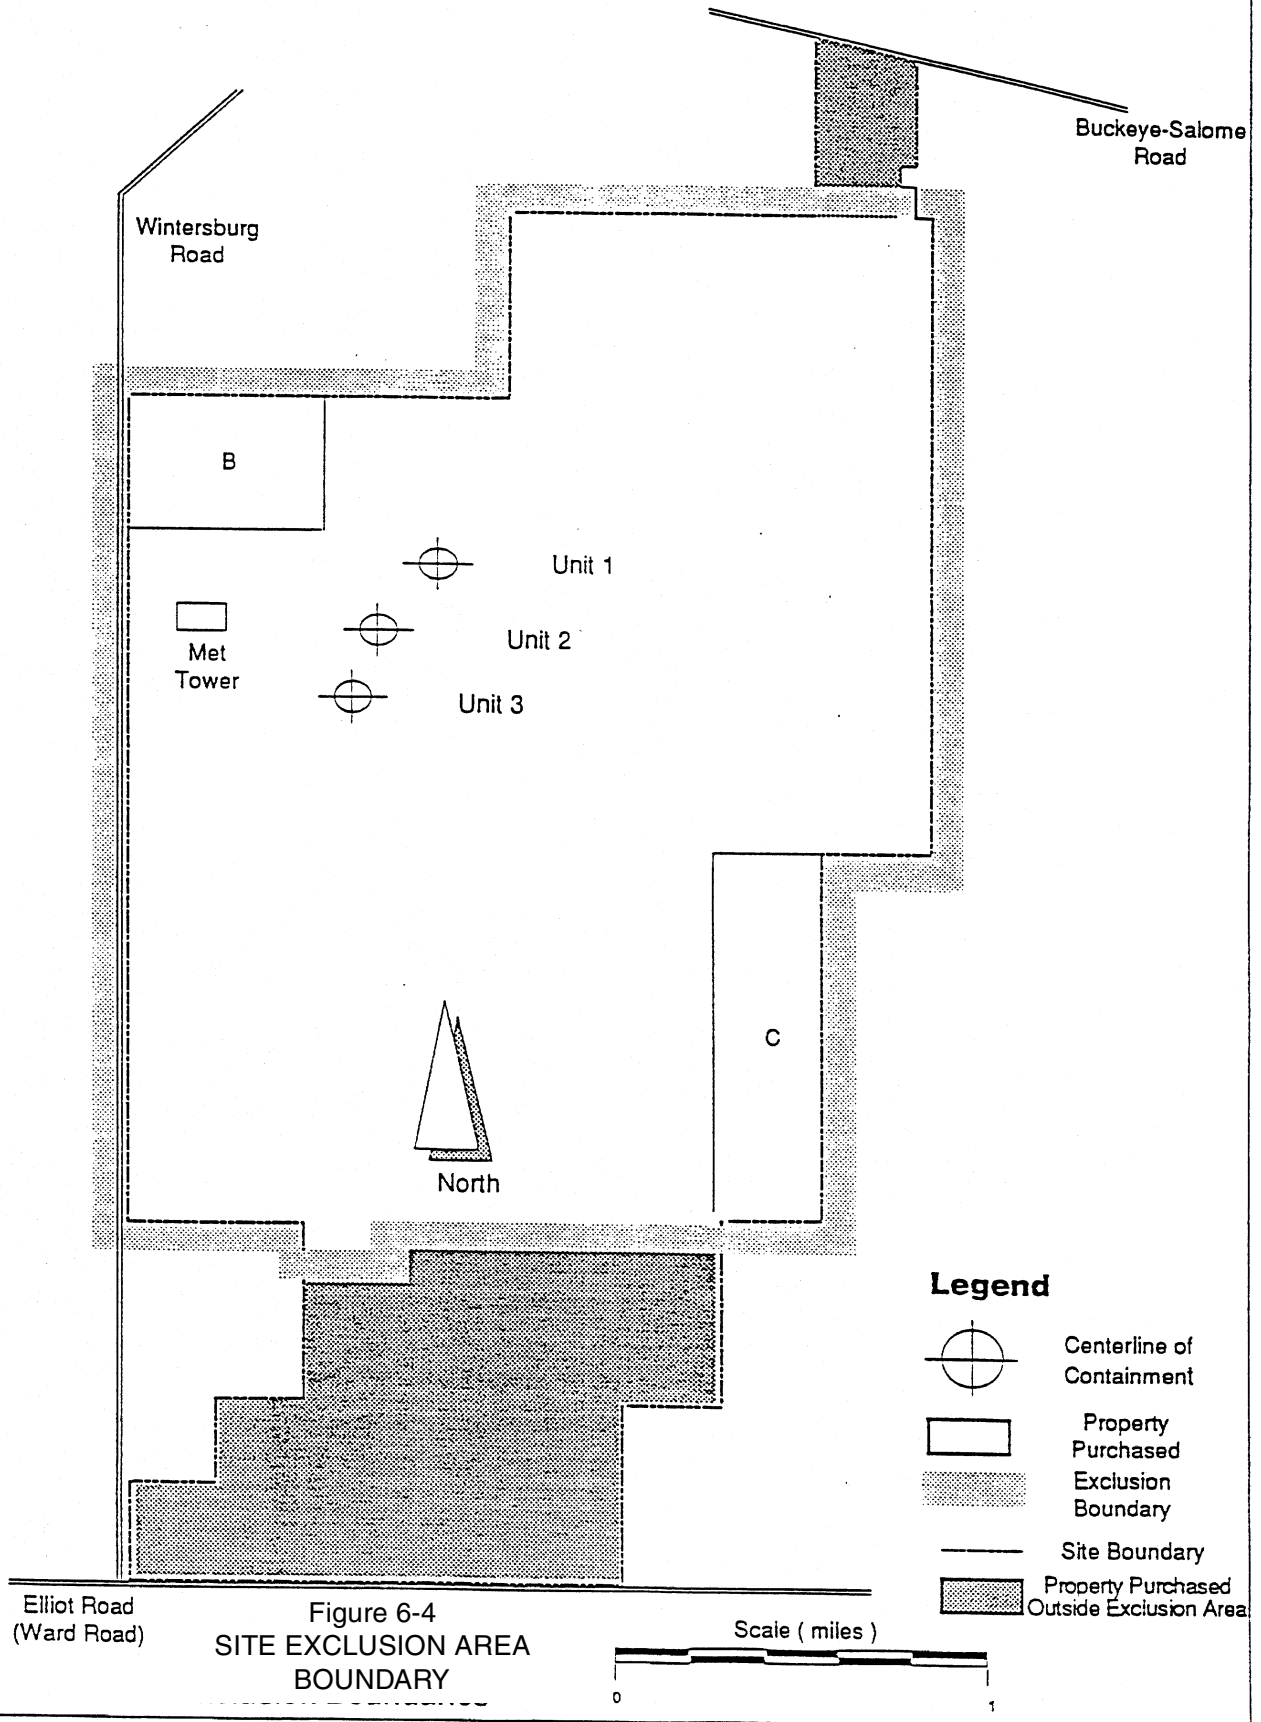 Buckeye-Salome
Road
Wintersburg
Road
B
Unit 1
Unit 2
Met
Tower
Unit 3
C
North
Legend
Centerline of
Containment
Property
Purchased
Exclusion
Boundary
Site Boundary
Property Purchased
Outside Exclusion Area
Elliot Road
(Ward Road)
Figure 6-4
SITE EXCLUSION AREA
BOUNDARY
Scale ( miles )
0
1